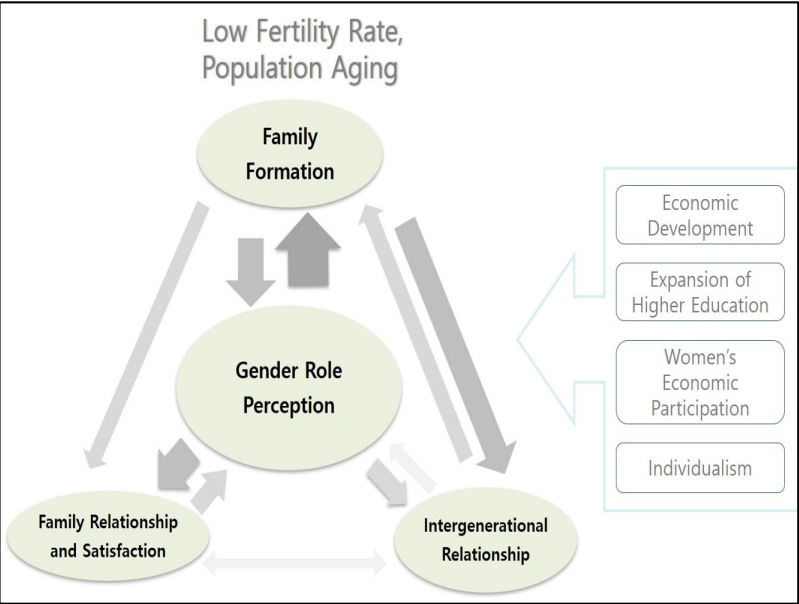 Low Fertility Rate,
Population Aging
Family
Formation
Gender Role
Perception
Family Relationship
and Satisfaction
Intergenerational
Relationship
Economic
Development
Expansion of
Higher Education
Women's
Economic
Participation
Individualism